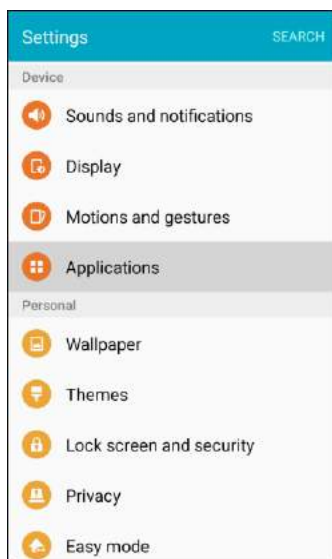 Settings
SEARCH
Device
Sounds and notifications
Display
Motions and gestures
Applications
Personal
Wallpaper
Themes
Lock screen and security
Privacy
Easy mode